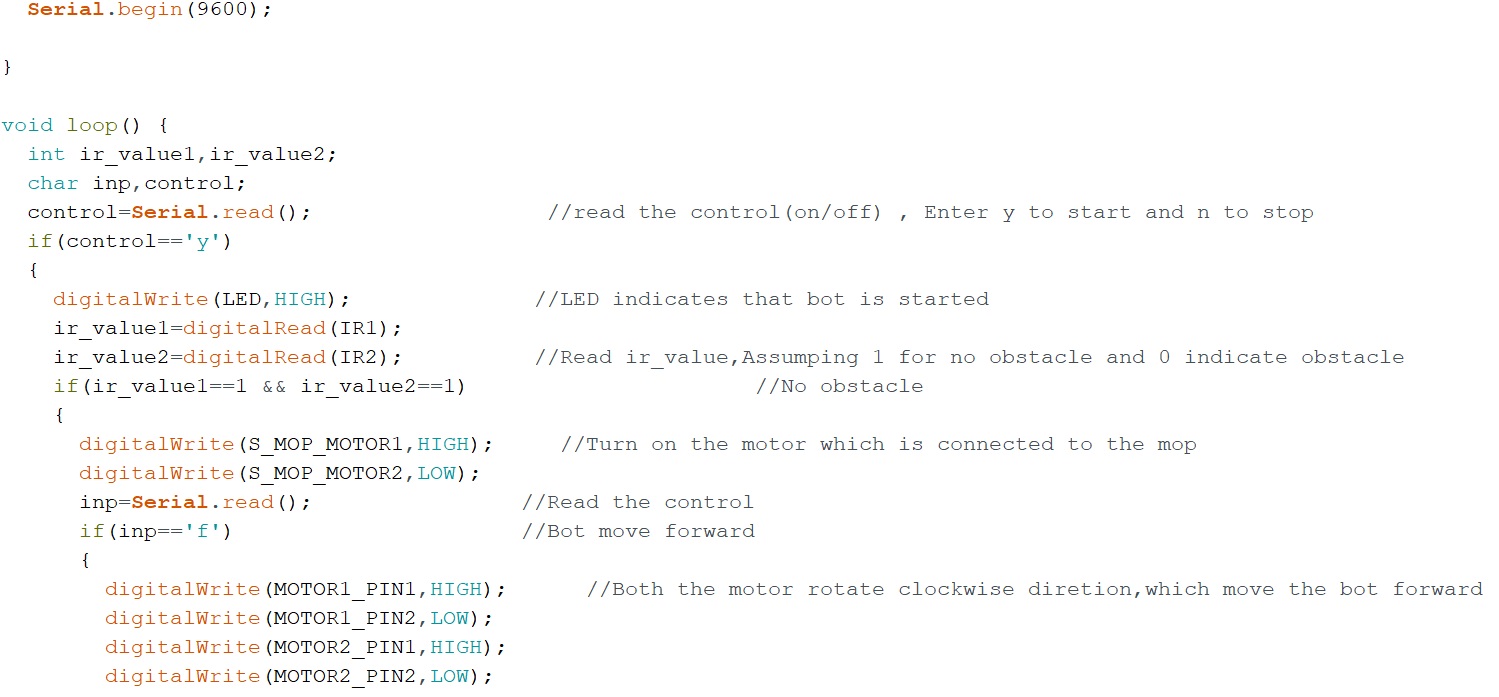 Serial.begin(9600);
}
void loop() {
int ir_value1,ir_value2;
char inp,control;
control=Serial.read(); //read the control(on/off) , Enter y to start and n to stop
if(control=='y')
{
digitalWrite(LED,HIGH); //LED indicates that bot is started
ir_value1=digitalRead(IR1);
ir_value2=digitalRead(IR2); //Read ir_value,Assumping 1 for no obstacle and 0 indicate obstacle
if(ir_value1==1 && ir_value2==1) //No obstacle
{
digitalWrite(S_MOP_MOTOR1,HIGH); //Turn on the motor which is connected to the mop
digitalWrite(S_MOP_MOTOR2,LOW);
inp=Serial.read(); //Read the control
if(inp=='f') //Bot move forward
{
digitalWrite(MOTOR1_PIN1,HIGH); //Both the motor rotate clockwise diretion,which move the bot forward
digitalWrite(MOTOR1_PIN2,LOW);
digitalWrite(MOTOR2_PIN1,HIGH);
digitalWrite(MOTOR2_PIN2,LOW);